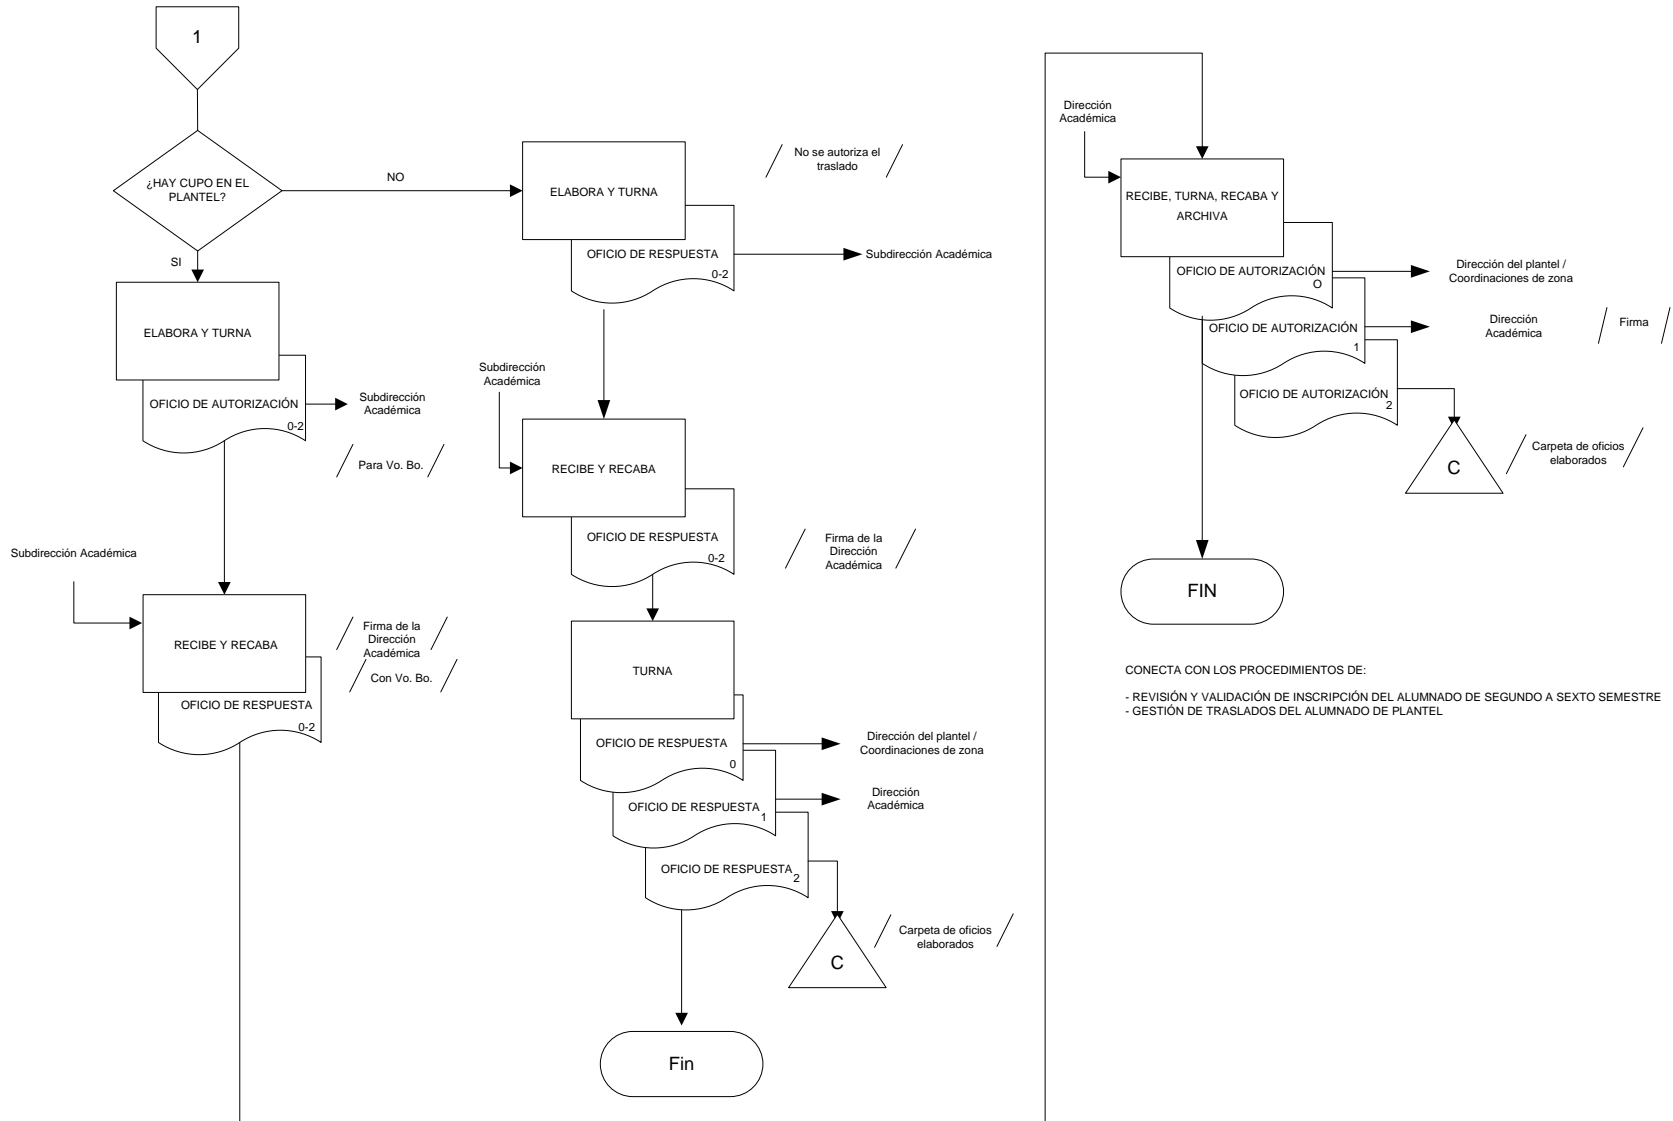 1
¿HAY CUPO EN EL
PLANTEL?
NO
SI
ELABORA Y TURNA
OFICIO DE AUTORIZACIÓN
0-2
Subdirección
Académica
Para Vo. Bo.
Subdirección Académica
RECIBE Y RECABA
OFICIO DE RESPUESTA
0-2
Firma de la
Dirección
Académica
Con Vo. Bo.
ELABORA Y TURNA
OFICIO DE RESPUESTA
0-2
No se autoriza el
traslado
Subdirección Académica
Subdirección
Académica
RECIBE Y RECABA
OFICIO DE RESPUESTA
0-2
Firma de la
Dirección
Académica
TURNA
OFICIO DE RESPUESTA
0
Dirección del plantel /
Coordinaciones de zona
OFICIO DE RESPUESTA
1
Dirección
Académica
OFICIO DE RESPUESTA
2
C
Carpeta de oficios
elaborados
Fin
Dirección
Académica
RECIBE, TURNA, RECABA Y
ARCHIVA
OFICIO DE AUTORIZACIÓN
O
Dirección del plantel /
Coordinaciones de zona
OFICIO DE AUTORIZACIÓN
1
Dirección
Académica
Firma
OFICIO DE AUTORIZACIÓN
2
C
Carpeta de oficios
elaborados
FIN
CONECTA CON LOS PROCEDIMIENTOS DE:
- REVISIÓN Y VALIDACIÓN DE INSCRIPCIÓN DEL ALUMNADO DE SEGUNDO A SEXTO SEMESTRE
- GESTIÓN DE TRASLADOS DEL ALUMNADO DE PLANTEL